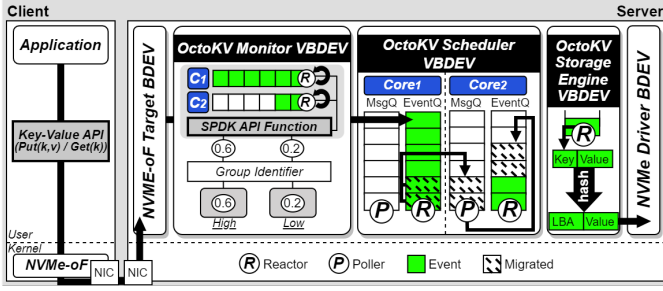 Client
Server
Application
Key-Value API
(Put(k,v) / Get(k))
User
Kernel
NVMe-oF
NIC
NIC
NVME-oF Target BDEV
OctoKV Monitor VBDEV
C1
R
C2
R
SPDK API Function
0.6
0.2
Group Identifier
0.6
0.2
High
Low
OctoKV Scheduler
VBDEV
Core1
Core2
MsgQ
EventQ
MsgQ
EventQ
P
R
P
R
OctoKV
Storage
Engine
VBDEV
R
Key
Value
hash
LBA
Value
NVMe Driver BDEV
R Reactor
P Poller
Event
Migrated